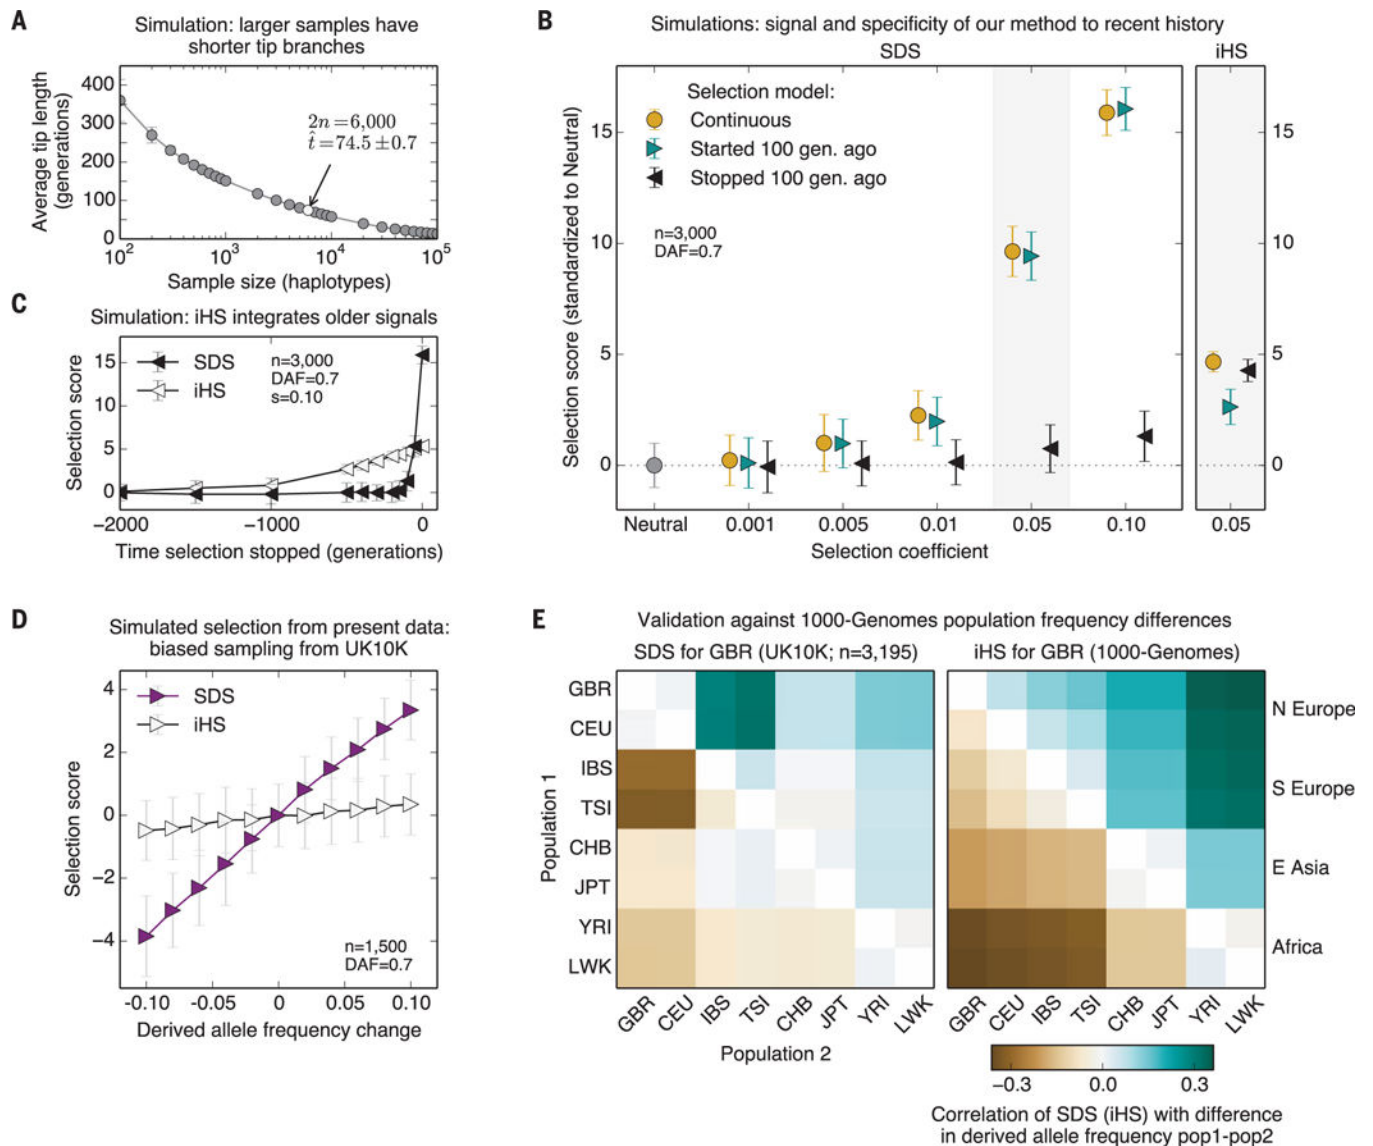 A
Simulation: larger samples have
shorter tip branches
Average tip length
(generations)
400
300
200
100
0
2n = 6,000
t̂ = 74.5 ± 0.7
10²
10³
10⁴
10⁵
Sample size (haplotypes)
B
Simulations: signal and specificity of our method to recent history
SDS
iHS
Selection score (standardized to Neutral)
15
10
5
0
Selection model:
Continuous
Started 100 gen. ago
Stopped 100 gen. ago
n=3,000
DAF=0.7
15
10
5
0
Neutral
0.001
0.005
0.01
0.05
0.10
0.05
Selection coefficient
C
Simulation: iHS integrates older signals
Selection score
15
10
5
0
SDS
iHS
n=3,000
DAF=0.7
s=0.10
−2000
−1000
0
Time selection stopped (generations)
D
Simulated selection from present data:
biased sampling from UK10K
Selection score
4
2
0
−2
−4
SDS
iHS
n=1,500
DAF=0.7
-0.10
-0.05
0
0.05
0.10
Derived allele frequency change
E
Validation against 1000-Genomes population frequency differences
SDS for GBR (UK10K; n=3,195)
iHS for GBR (1000-Genomes)
Population 1
GBR
CEU
IBS
TSI
CHB
JPT
YRI
LWK
N Europe
S Europe
E Asia
Africa
GBR
CEU
IBS
TSI
CHB
JPT
YRI
LWK
GBR
CEU
IBS
TSI
CHB
JPT
YRI
LWK
Population 2
−0.3
0.0
0.3
Correlation of SDS (iHS) with difference
in derived allele frequency pop1-pop2